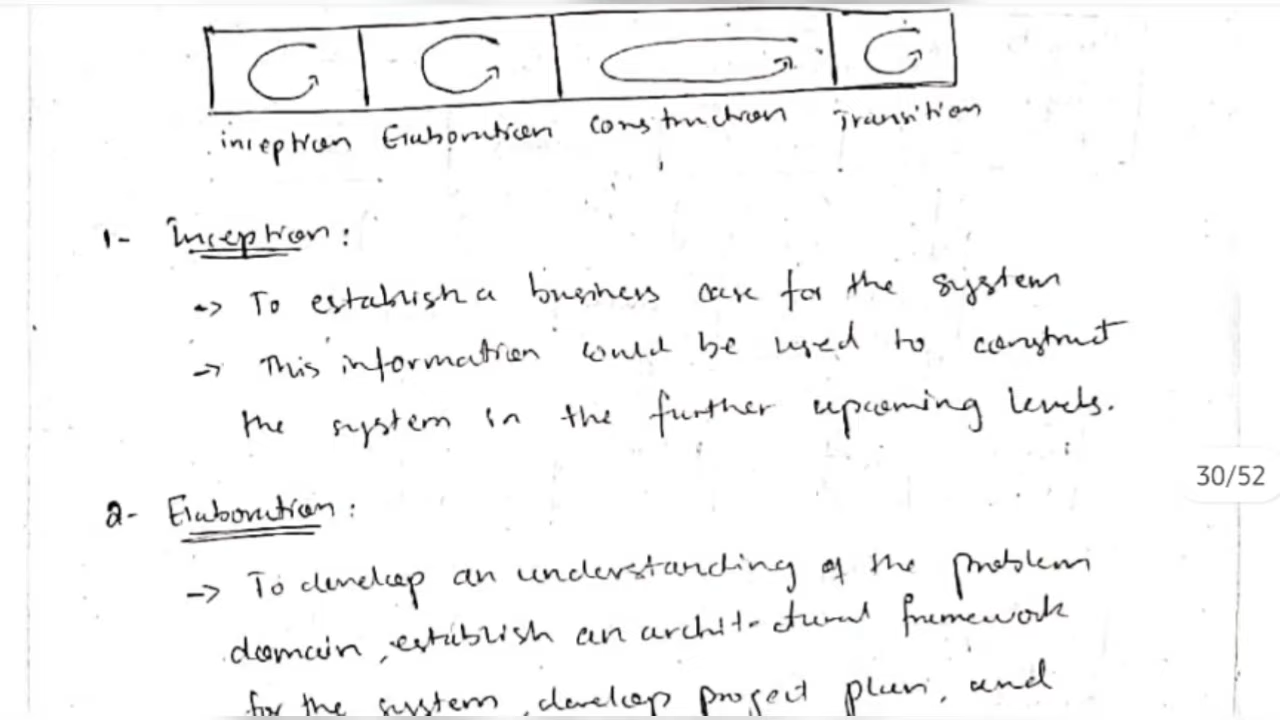 inception Elaboration construction Transition
1- Inception:
-> To establish a business case for the system
-> This information would be used to construct
the system in the further upcoming levels.
30/52
2- Elaboration:
-> To develop an understanding of the problem
domain, establish an architectural framework
for the system, develop project plan, and